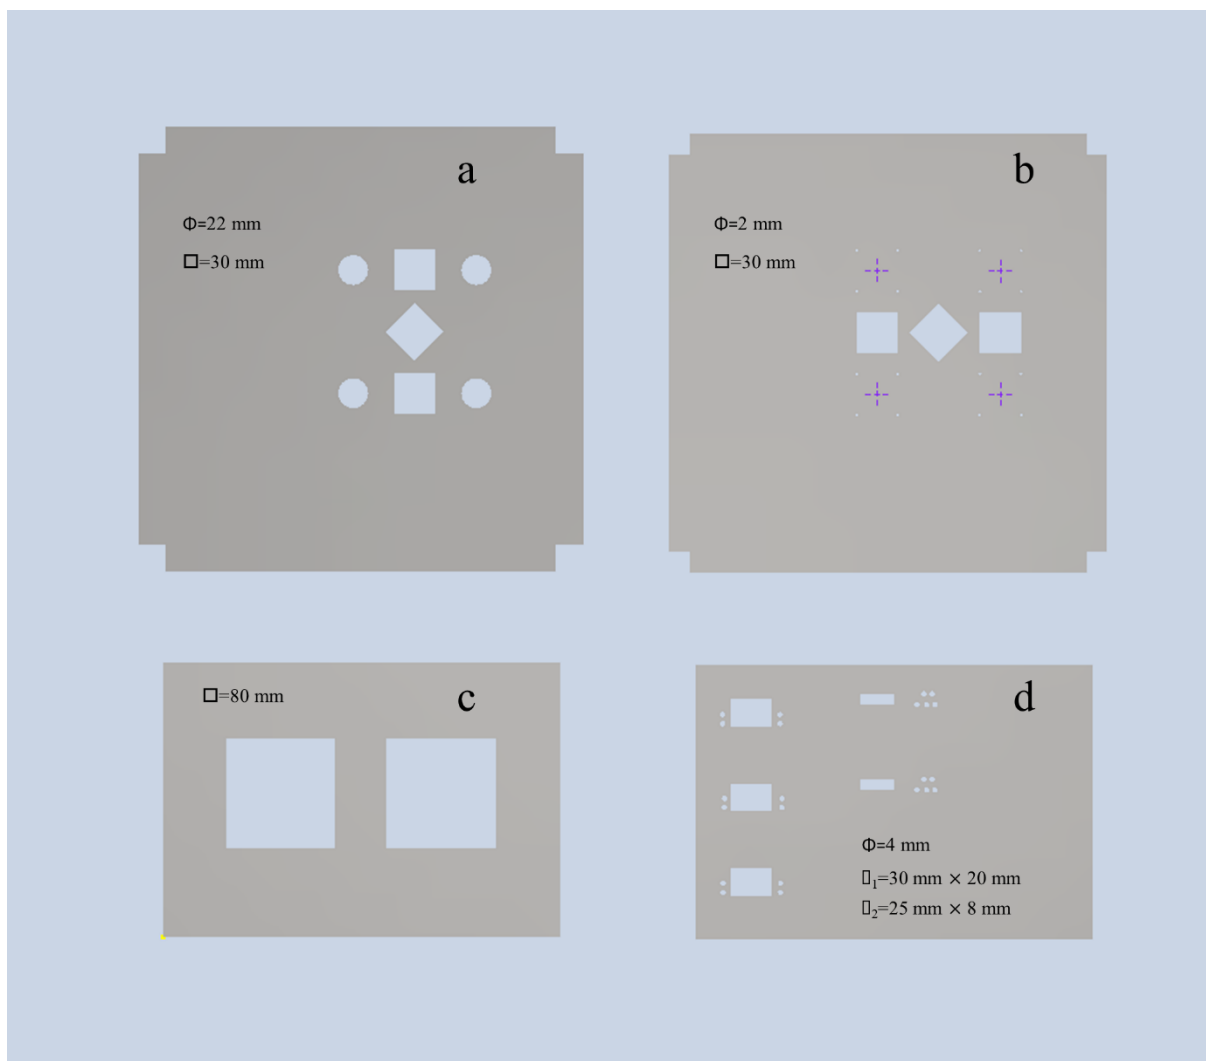 a
Φ=22 mm
□=30 mm
b
Φ=2 mm
□=30 mm
c
□=80 mm
d
Φ=4 mm
▯₁=30 mm × 20 mm
▯₂=25 mm × 8 mm